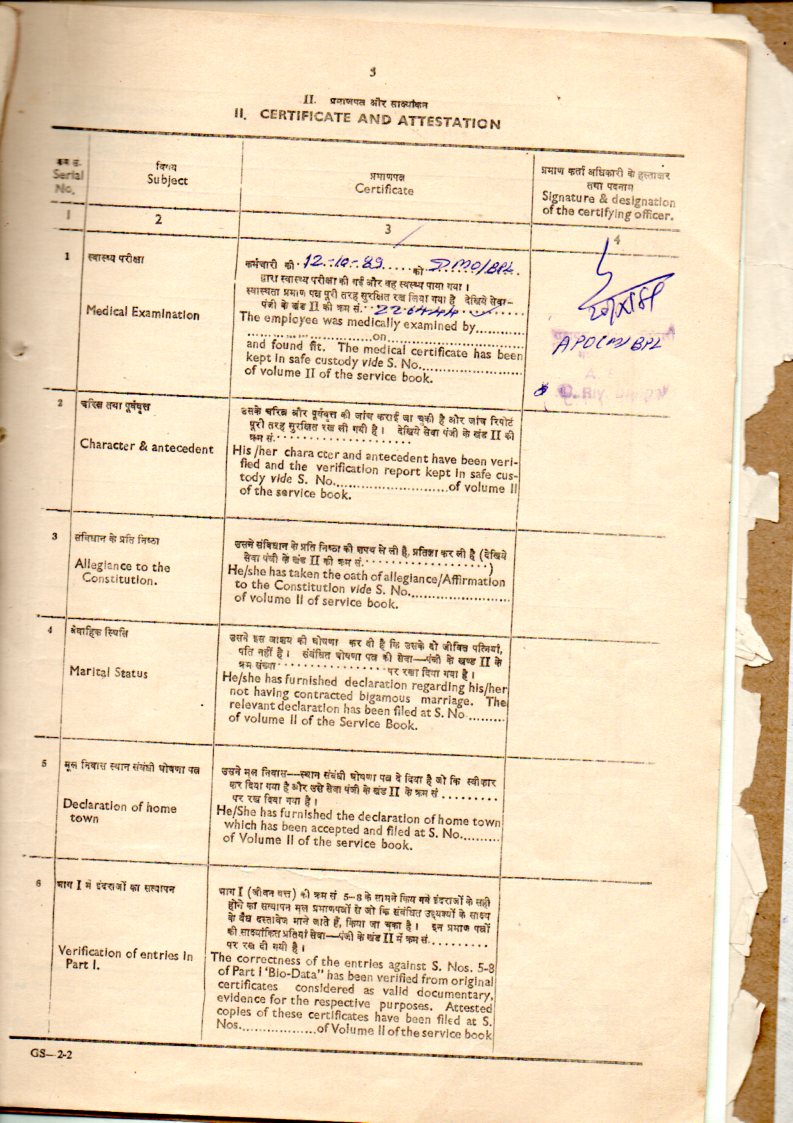 3
II. प्रमाणपत्र और साक्ष्यांकन
II. CERTIFICATE AND ATTESTATION
क्रम सं.
Serial
No.
विषय
Subject
प्रमाणपत्र
Certificate
प्रमाण कर्ता अधिकारी के हस्ताक्षर
तथा पदनाम
Signature & designation
of the certifying officer.
1
2
3
4
1
स्वास्थ्य परीक्षा
Medical Examination
कर्मचारी की 12.10.89 को DMO/BPL.
द्वारा स्वास्थ्य परीक्षा की गई और वह स्वस्थ्य पाया गया।
स्वास्थ्यता प्रमाण पत्र पूरी तरह सुरक्षित रख लिया गया है देखिये सेवा-
पंजी के खंड II की क्रम सं.
The employee was medically examined by............
...............................on...............................
and found fit. The medical certificate has been
kept in safe custody vide S. No.........................
of volume II of the service book.
APO(M)/BPL
2
चरित्र तथा पूर्ववृत्त
Character & antecedent
उसके चरित्र और पूर्ववृत्त की जांच कराई जा चुकी है और जांच रिपोर्ट
पूरी तरह सुरक्षित रख ली गयी है। देखिये सेवा पंजी के खंड II की
क्रम सं. . . . . . . . . . . . . . . . . . . . .
His /her chara cter and antecedent have been veri-
fied and the verification report kept in safe cus-
tody vide S. No...........................of volume II
of the service book.
3
संविधान के प्रति निष्ठा
Allegiance to the
Constitution.
उसने संविधान के प्रति निष्ठा की शपथ ले ली है, प्रतिज्ञा कर ली है (देखिये
सेवा पंजी के खंड II की क्रम सं. . . . . . . . . . . . . . . . . . . .)
He/she has taken the oath of allegiance/Affirmation
to the Constitution vide S. No..........................
of volume II of service book.
4
वैवाहिक स्थिति
Marital Status
उसने इस आशय की घोषणा कर दी है कि उसके दो जीवित पत्नियां,
पति नहीं है। संबंधित घोषणा पत्र की सेवा—पंजी के खण्ड II के
क्रम संख्या . . . . . . . . . . . . . . . . . पर रखा दिया गया है।
He/she has furnished declaration regarding his/her
not having contracted bigamous marriage. The
relevant declaration has been filed at S. No.........
of volume II of the Service Book.
5
मूल निवास स्थान संबंधी घोषणा पत्र
Declaration of home
town
उसने मूल निवास—स्थान संबंधी घोषणा पत्र दे दिया है जो कि स्वीकार
कर दिया गया है और उसे सेवा पंजी के खंड II के क्रम सं . . . . . . . . .
पर रख दिया गया है।
He/She has furnished the declaration of home town
which has been accepted and filed at S. No.........
of Volume II of the service book.
6
भाग I में इंदराजों का सत्यापन
Verification of entries in
Part I.
भाग I (जीवन वृत्त) की क्रम सं 5-8 के सामने किये गये इंदराजों के सही
होने का सत्यापन मूल प्रमाणपत्रों से जो कि संबंधित उद्देश्यों के साक्ष्य
के वैध दस्तावेज माने जाते हैं, किया जा चुका है। इन प्रमाण पत्रों
की साक्ष्यांकित प्रतियां सेवा—पंजी के खंड II में क्रम सं. . . . . . . . . .
पर रख दी गयी है।
The correctness of the entries against S. Nos. 5-8
of Part I "Bio-Data" has been verified from original
certificates considered as valid documentary,
evidence for the respective purposes. Attested
copies of these certificates have been filed at S.
Nos..................of Volume II of the service book
GS—2-2